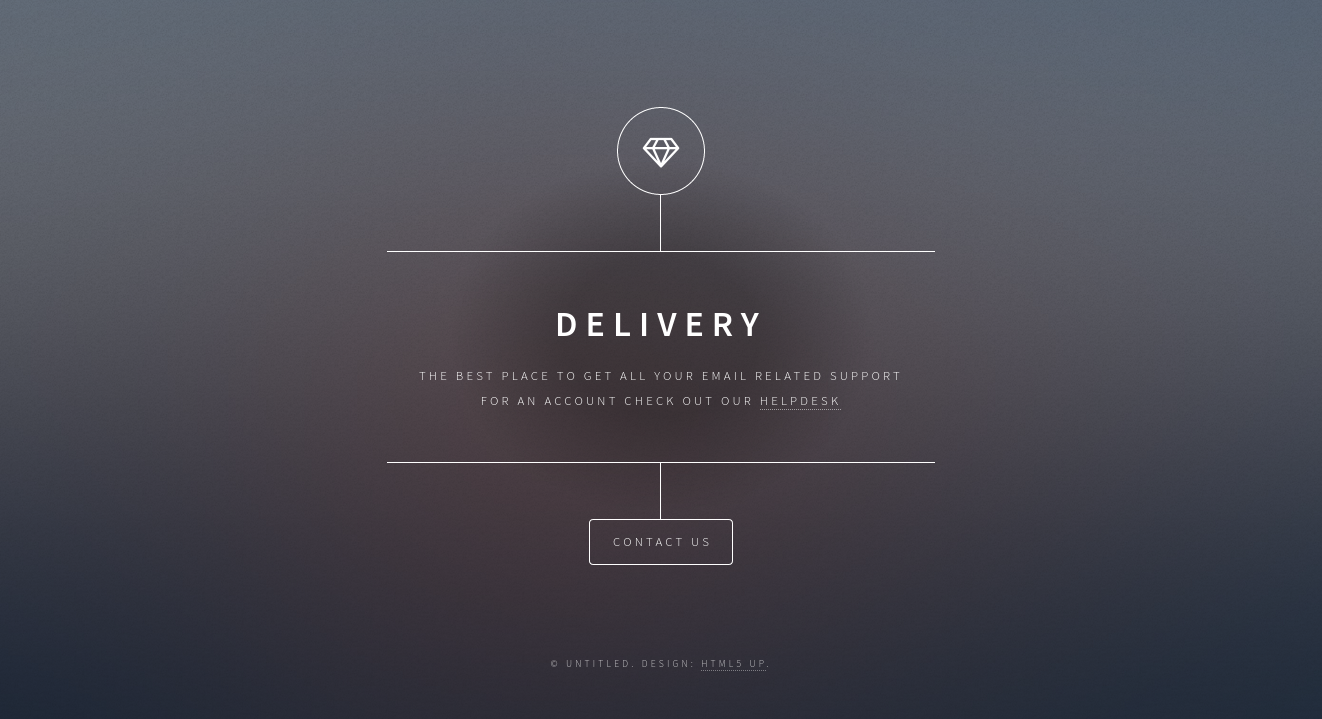 DELIVERY
THE BEST PLACE TO GET ALL YOUR EMAIL RELATED SUPPORT
FOR AN ACCOUNT CHECK OUT OUR HELPDESK
CONTACT US
© UNTITLED. DESIGN: HTML5 UP.